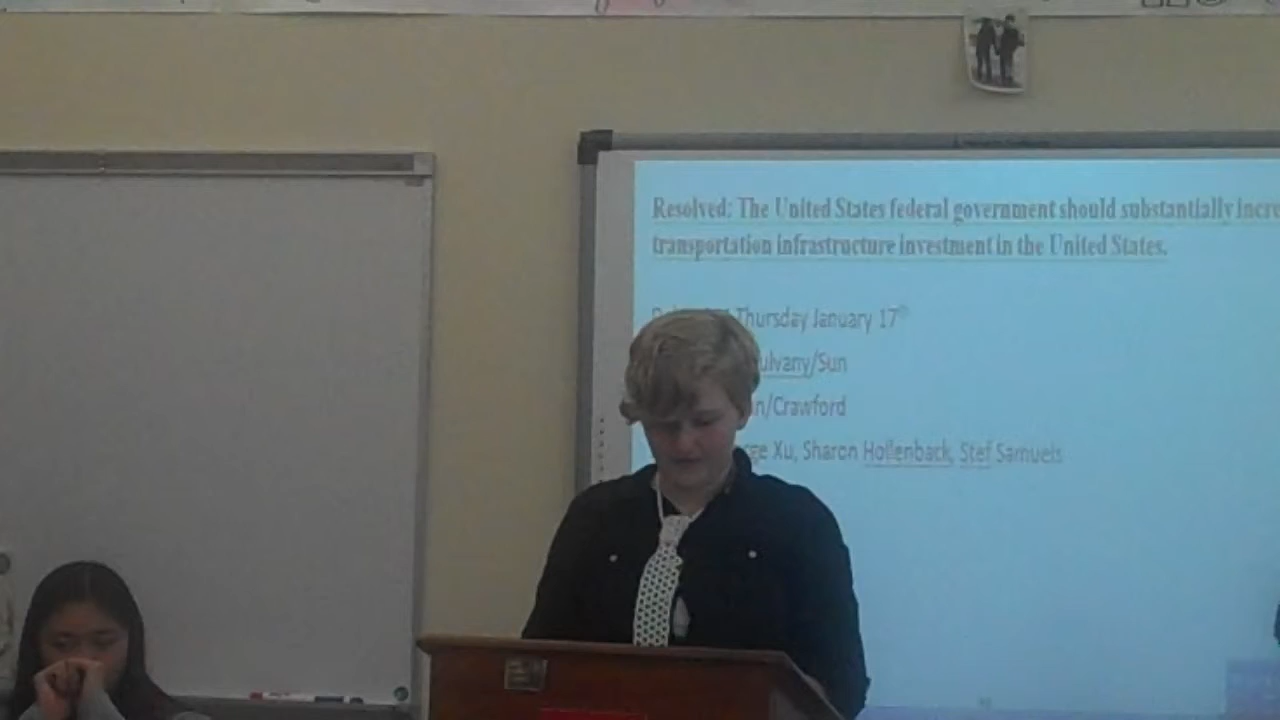 Resolved: The United States federal government should substantially incre
transportation infrastructure investment in the United States.
Thursday January 17th
ulvany/Sun
n/Crawford
ge Xu, Sharon Hollenback, Stef Samuels